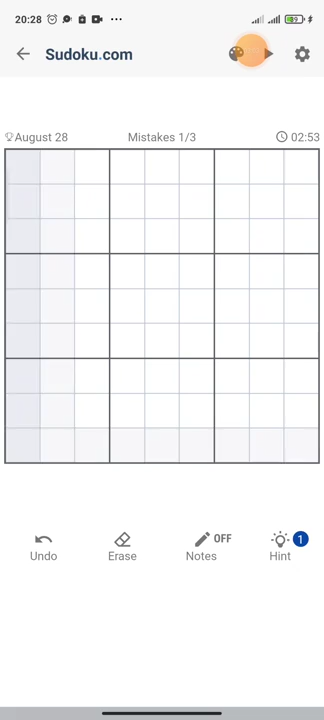 20:28
Sudoku.com
August 28 Mistakes 1/3 02:53
OFF 1
Undo Erase Notes Hint